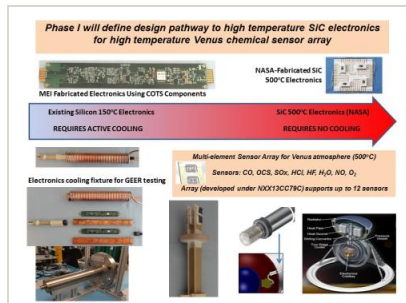 Phase I will define design pathway to high temperature SiC electronics
for high temperature Venus chemical sensor array
NASA-Fabricated SiC
500°C Electronics
MEI Fabricated Electronics Using COTS Components
Existing Silicon 150°C Electronics
SiC 500°C Electronics (NASA)
REQUIRES ACTIVE COOLING
REQUIRES NO COOLING
Multi-element Sensor Array for Venus atmosphere (500°C)
Sensors: CO, OCS, SOx, HCl, HF, H₂O, NO, O₂
Array (developed under NXX13CC79C) supports up to 12 sensors
Electronics cooling fixture for GEER testing